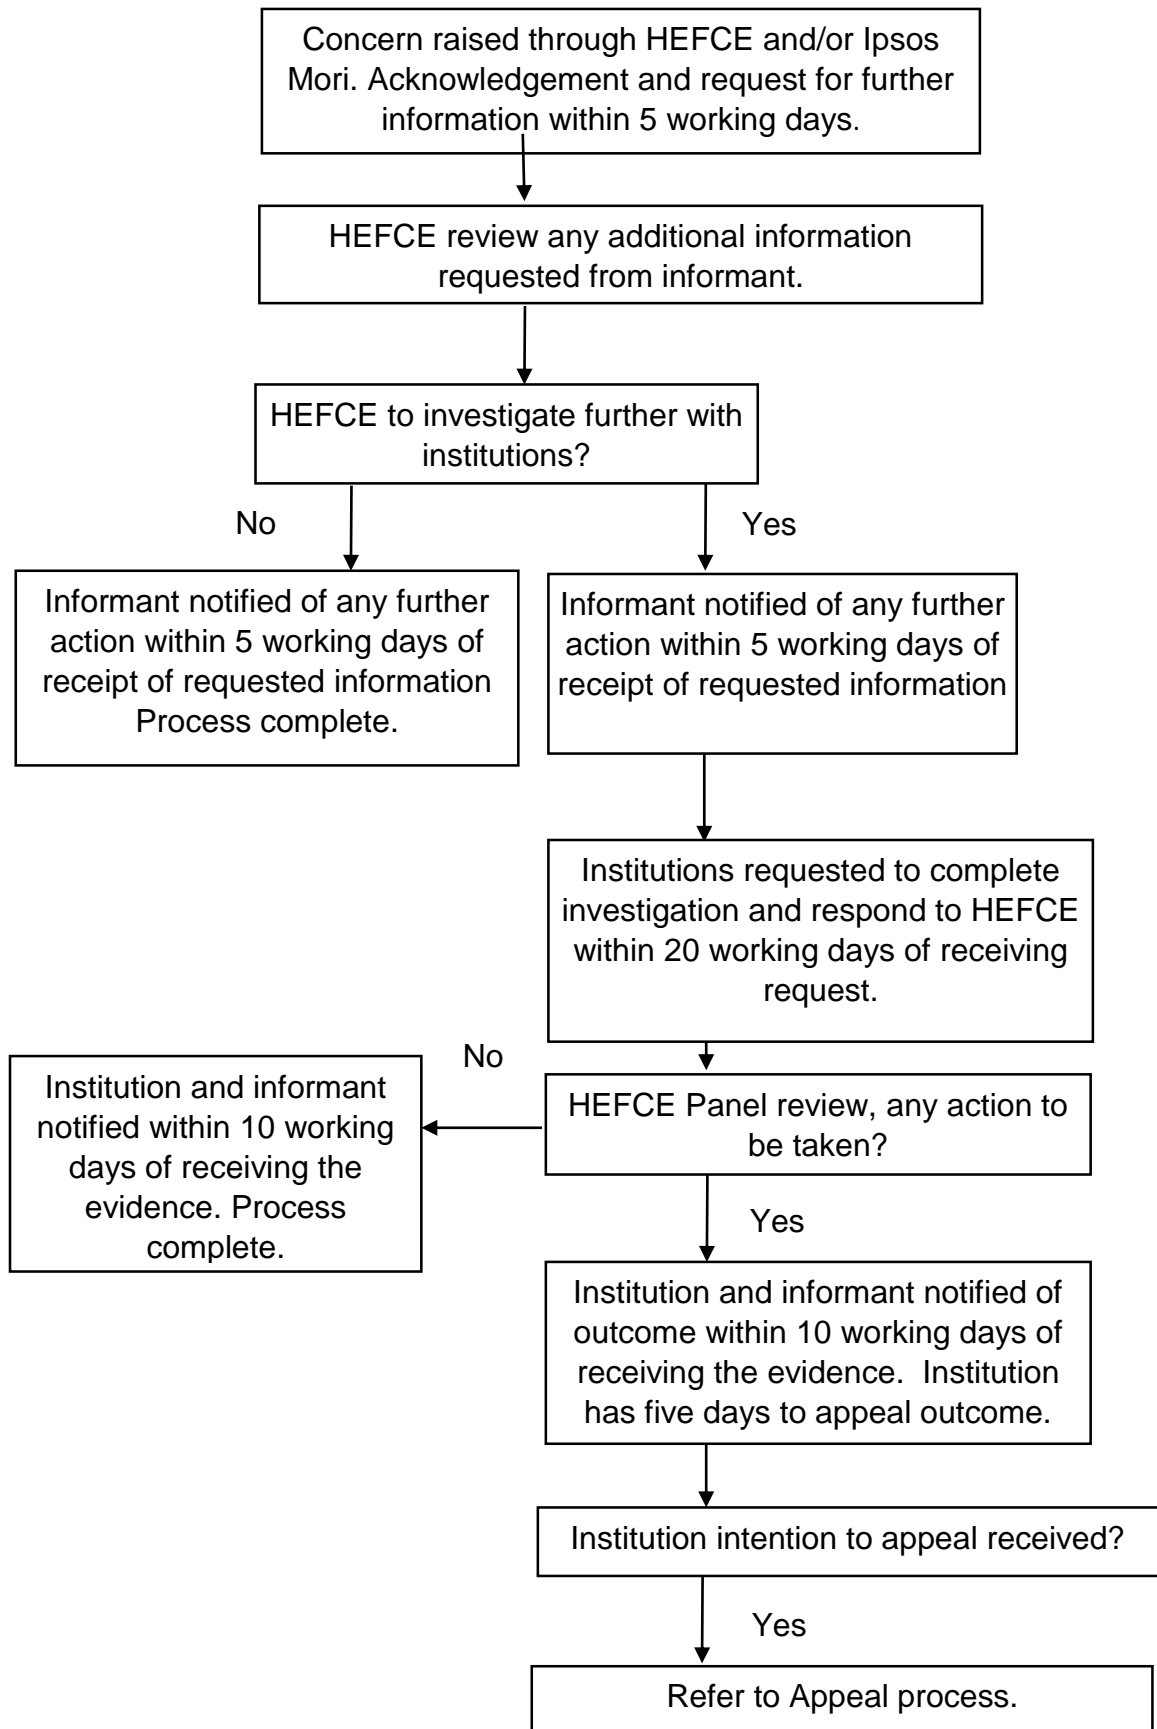 Concern raised through HEFCE and/or Ipsos
Mori. Acknowledgement and request for further
information within 5 working days.
HEFCE review any additional information
requested from informant.
HEFCE to investigate further with
institutions?
No
Yes
Informant notified of any further
action within 5 working days of
receipt of requested information
Process complete.
Informant notified of any further
action within 5 working days of
receipt of requested information
Institutions requested to complete
investigation and respond to HEFCE
within 20 working days of receiving
request.
No
HEFCE Panel review, any action to
be taken?
Institution and informant
notified within 10 working
days of receiving the
evidence. Process
complete.
Yes
Institution and informant notified of
outcome within 10 working days of
receiving the evidence.  Institution
has five days to appeal outcome.
Institution intention to appeal received?
Yes
Refer to Appeal process.